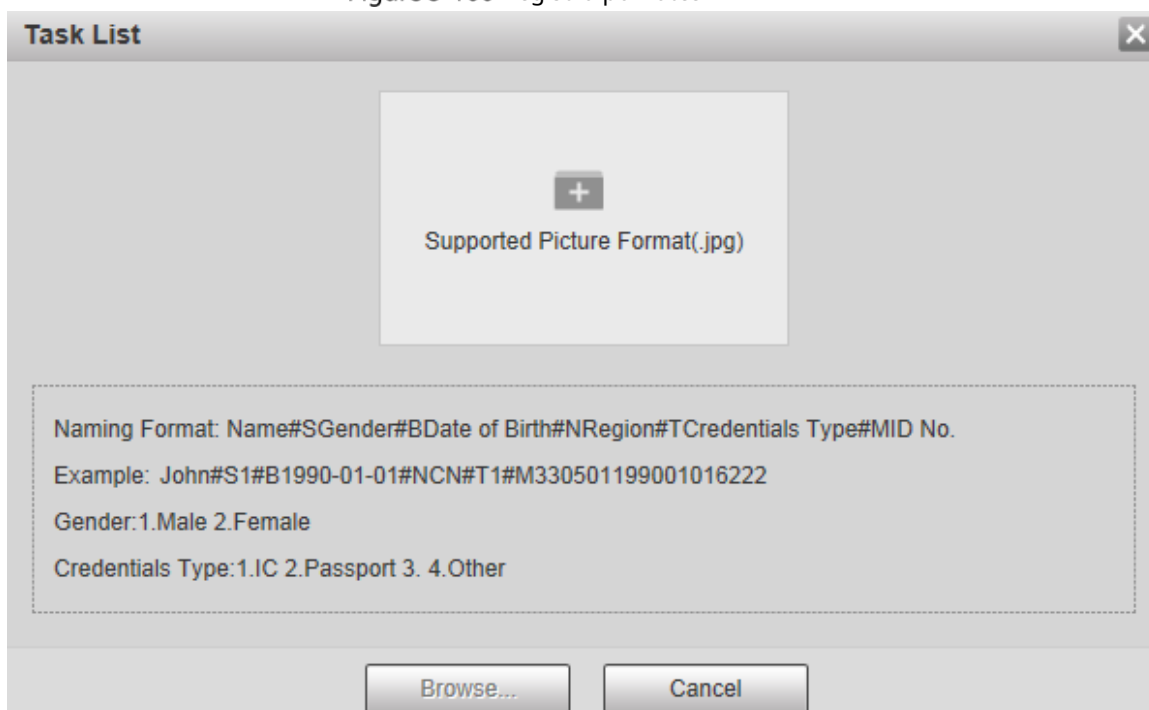 Task List
Supported Picture Format(.jpg)
Naming Format: Name#SGender#BDate of Birth#NRegion#TCredentials Type#MID No.
Example: John#S1#B1990-01-01#NCN#T1#M330501199001016222
Gender:1.Male 2.Female
Credentials Type:1.IC 2.Passport 3. 4.Other
Browse...
Cancel